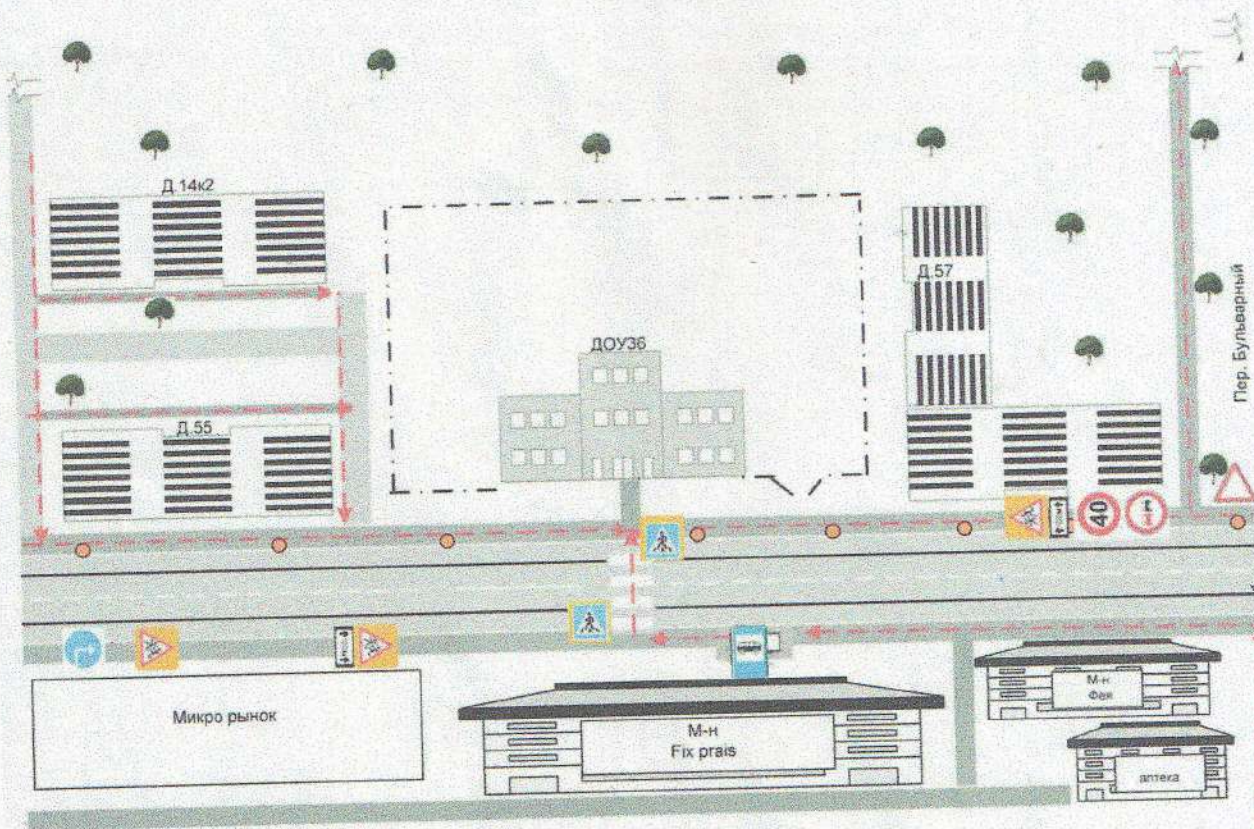 Д.14к2
Д.57
Пер. Бульварный
ДОУ36
Д.55
40
Микро рынок
М-н
Fix prais
М-н
Фея
аптека